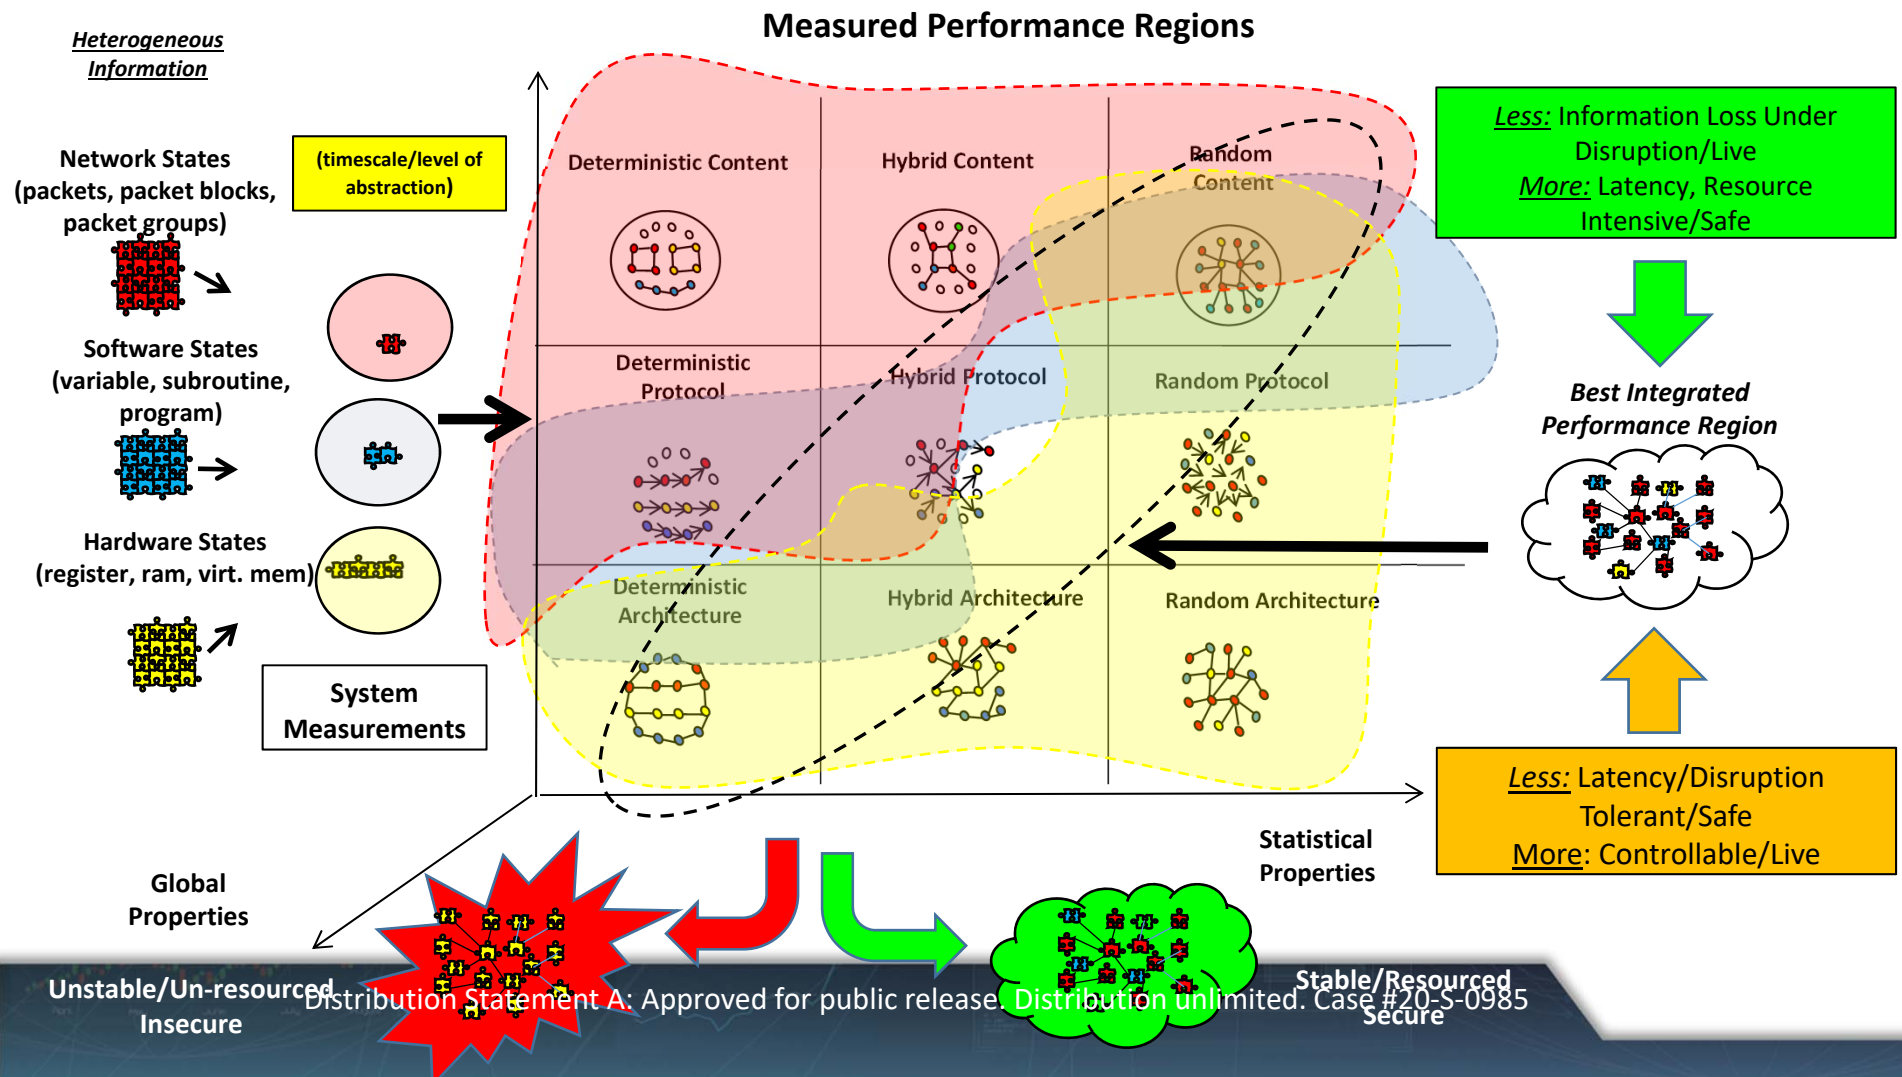 Measured Performance Regions
Heterogeneous
Information
Network States
(packets, packet blocks,
packet groups)
(timescale/level of
abstraction)
Software States
(variable, subroutine,
program)
Hardware States
(register, ram, virt. mem)
System
Measurements
Deterministic Content
Hybrid Content
Random
Content
Deterministic
Protocol
Hybrid Protocol
Random Protocol
Deterministic
Architecture
Hybrid Architecture
Random Architecture
Less: Information Loss Under
Disruption/Live
More: Latency, Resource
Intensive/Safe
Best Integrated
Performance Region
Less: Latency/Disruption
Tolerant/Safe
More: Controllable/Live
Statistical
Properties
Global
Properties
Unstable/Un-resourced
Insecure
Stable/Resourced
Secure
Distribution Statement A: Approved for public release. Distribution unlimited. Case #20-S-0985